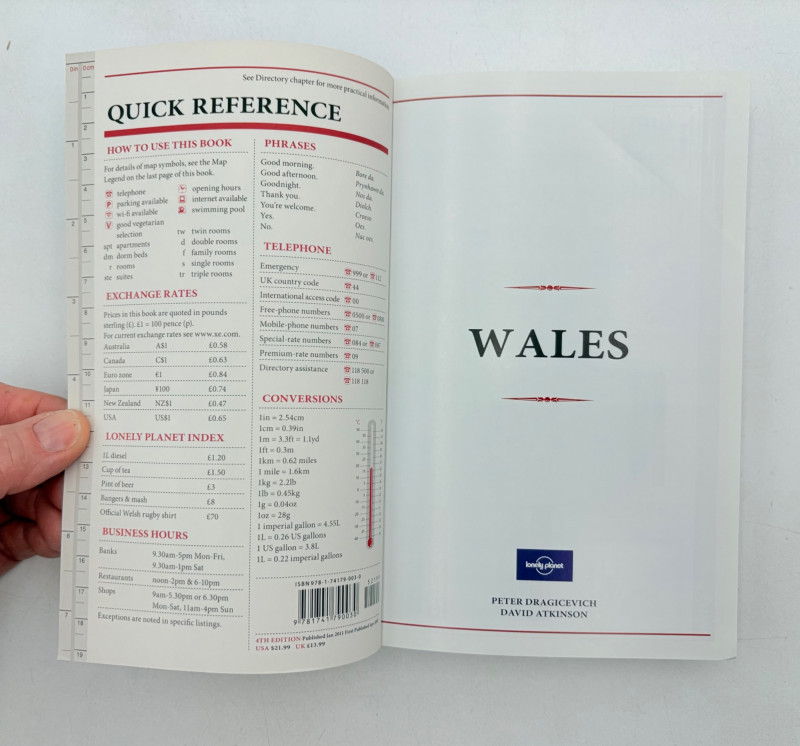 See Directory chapter for more practical information
QUICK REFERENCE
HOW TO USE THIS BOOK
For details of map symbols, see the Map
Legend on the last page of this book.
telephone
P parking available
wi-fi available
V good vegetarian
selection
apt apartments
dm dorm beds
r rooms
ste suites
opening hours
internet available
swimming pool
tw twin rooms
d double rooms
f family rooms
s single rooms
tr triple rooms
EXCHANGE RATES
Prices in this book are quoted in pounds
sterling (£). £1 = 100 pence (p).
For current exchange rates see www.xe.com.
Australia A$1 £0.58
Canada C$1 £0.63
Euro zone €1 £0.84
Japan ¥100 £0.74
New Zealand NZ$1 £0.47
USA US$1 £0.65
LONELY PLANET INDEX
1L diesel £1.20
Cup of tea £1.50
Pint of beer £3
Bangers & mash £8
Official Welsh rugby shirt £70
BUSINESS HOURS
Banks 9.30am-5pm Mon-Fri,
9.30am-1pm Sat
Restaurants noon-2pm & 6-10pm
Shops 9am-5.30pm or 6.30pm
Mon-Sat, 11am-4pm Sun
Exceptions are noted in specific listings.
PHRASES
Good morning. Bore da.
Good afternoon. Prynhawn da.
Goodnight. Nos da.
Thank you. Diolch.
You're welcome. Croeso.
Yes. Oes.
No. Nac oes.
TELEPHONE
Emergency 999 or 112
UK country code 44
International access code 00
Free-phone numbers 0500 or
Mobile-phone numbers 07
Special-rate numbers 084 or 087
Premium-rate numbers 09
Directory assistance 118 500 or
118 118
CONVERSIONS
1in = 2.54cm
1cm = 0.39in
1m = 3.3ft = 1.1yd
1ft = 0.3m
1km = 0.62 miles
1 mile = 1.6km
1kg = 2.2lb
1lb = 0.45kg
1g = 0.04oz
1oz = 28g
1 imperial gallon = 4.55L
1L = 0.26 US gallons
1 US gallon = 3.8L
1L = 0.22 imperial gallons
ISBN 978-1-74179-003-0
9 781741 790030
4TH EDITION Published Jan 2011 First Published
USA $21.99 UK £13.99
WALES
lonely planet
PETER DRAGICEVICH
DAVID ATKINSON